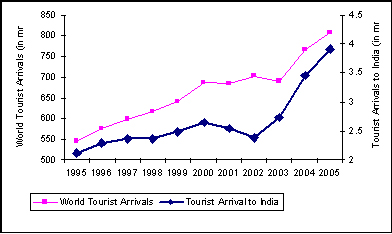 World Tourist Arrivals (in mr
850
800
750
700
650
600
550
500
4.5
4
3.5
3
2.5
2
Tourist Arrivals to India (in mr
1995 1996 1997 1998 1999 2000 2001 2002 2003 2004 2005
World Tourist Arrivals
Tourist Arrival to India